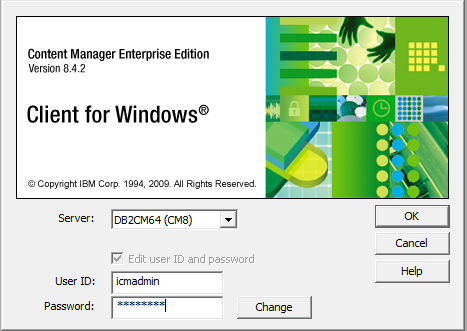 Content Manager Enterprise Edition
Version 8.4.2
Client for Windows®
© Copyright IBM Corp. 1994, 2009. All Rights Reserved.
Server: DB2CM64 (CM8) OK
Edit user ID and password Cancel
User ID: icmadmin Help
Password: ******** Change